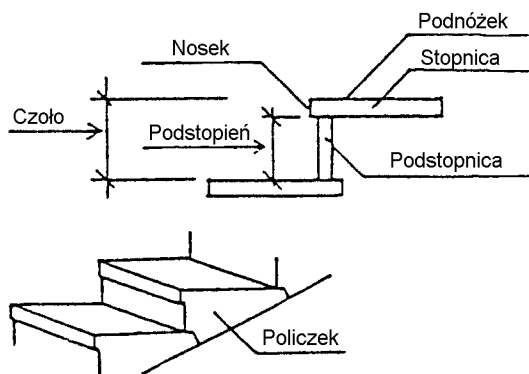 Podnóżek
Nosek
Stopnica
Czoło
Podstopień
Podstopnica
Policzek